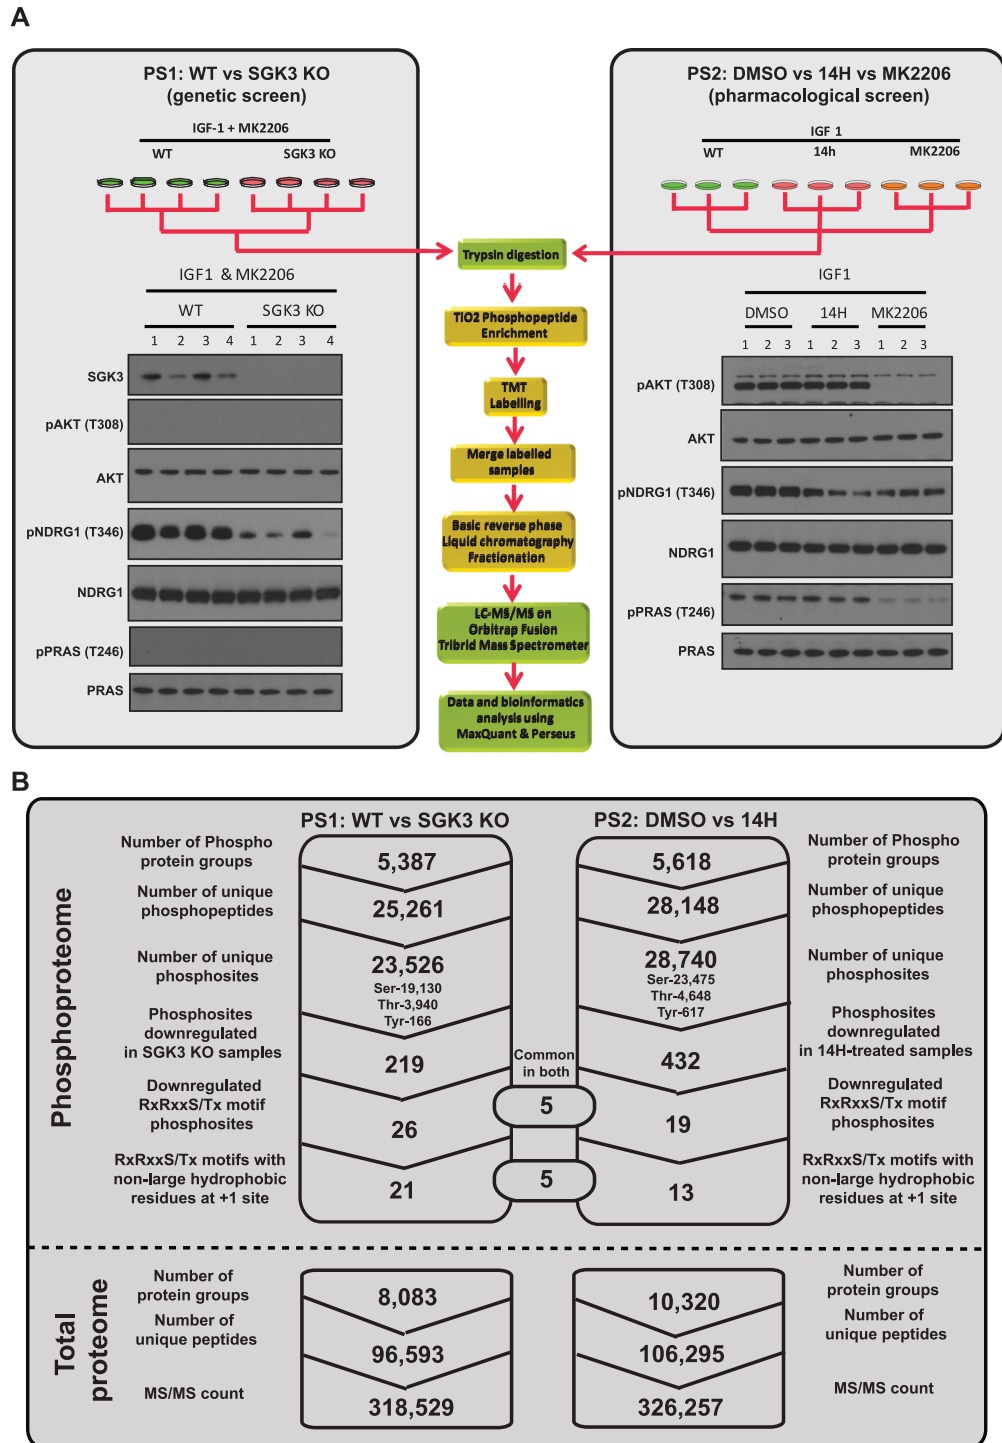 A
PS1: WT vs SGK3 KO
(genetic screen)
IGF-1 + MK2206
WT
SGK3 KO
IGF1 & MK2206
WT
SGK3 KO
1 2 3 4 1 2 3 4
SGK3
pAKT (T308)
AKT
pNDRG1 (T346)
NDRG1
pPRAS (T246)
PRAS
Trypsin digestion
TIO2 Phosphopeptide
Enrichment
TMT
Labelling
Merge labelled
samples
Basic reverse phase
Liquid chromatography
Fractionation
LC-MS/MS on
Orbitrap Fusion
Tribrid Mass Spectrometer
Data and bioinformatics
analysis using
MaxQuant & Perseus
PS2: DMSO vs 14H vs MK2206
(pharmacological screen)
IGF 1
WT
14h
MK2206
IGF1
DMSO
14H
MK2206
1 2 3 1 2 3 1 2 3
pAKT (T308)
AKT
pNDRG1 (T346)
NDRG1
pPRAS (T246)
PRAS
B
PS1: WT vs SGK3 KO
PS2: DMSO vs 14H
Phosphoproteome
Number of Phospho
protein groups
5,387
5,618
Number of Phospho
protein groups
Number of unique
phosphopeptides
25,261
28,148
Number of unique
phosphopeptides
Number of unique
phosphosites
23,526
Ser-19,130
Thr-3,940
Tyr-166
28,740
Ser-23,475
Thr-4,648
Tyr-617
Number of unique
phosphosites
Phosphosites
downregulated
in SGK3 KO samples
219
Common
in both
432
Phosphosites
downregulated
in 14H-treated samples
Downregulated
RxRxxS/Tx motif
phosphosites
26
5
19
Downregulated
RxRxxS/Tx motif
phosphosites
RxRxxS/Tx motifs with
non-large hydrophobic
residues at +1 site
21
5
13
RxRxxS/Tx motifs with
non-large hydrophobic
residues at +1 site
Total
proteome
Number of
protein groups
8,083
10,320
Number of
protein groups
Number of
unique peptides
96,593
106,295
Number of
unique peptides
MS/MS count
318,529
326,257
MS/MS count